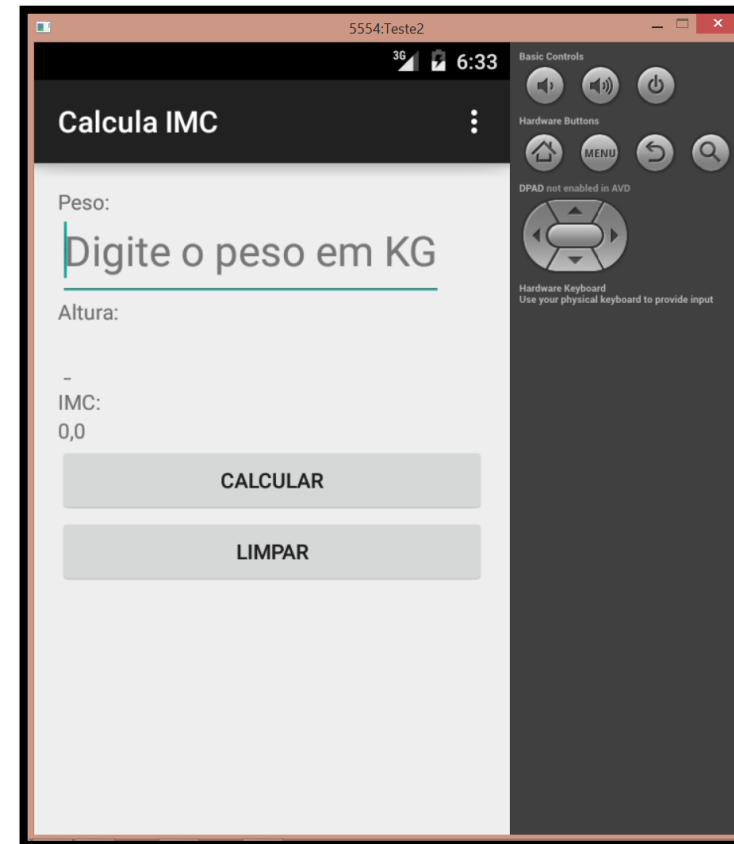 5554:Teste2
3G 6:33
Calcula IMC
Peso:
Digite o peso em KG
Altura:
IMC:
0,0
CALCULAR
LIMPAR
Basic Controls
Hardware Buttons
MENU
DPAD not enabled in AVD
Hardware Keyboard
Use your physical keyboard to provide input